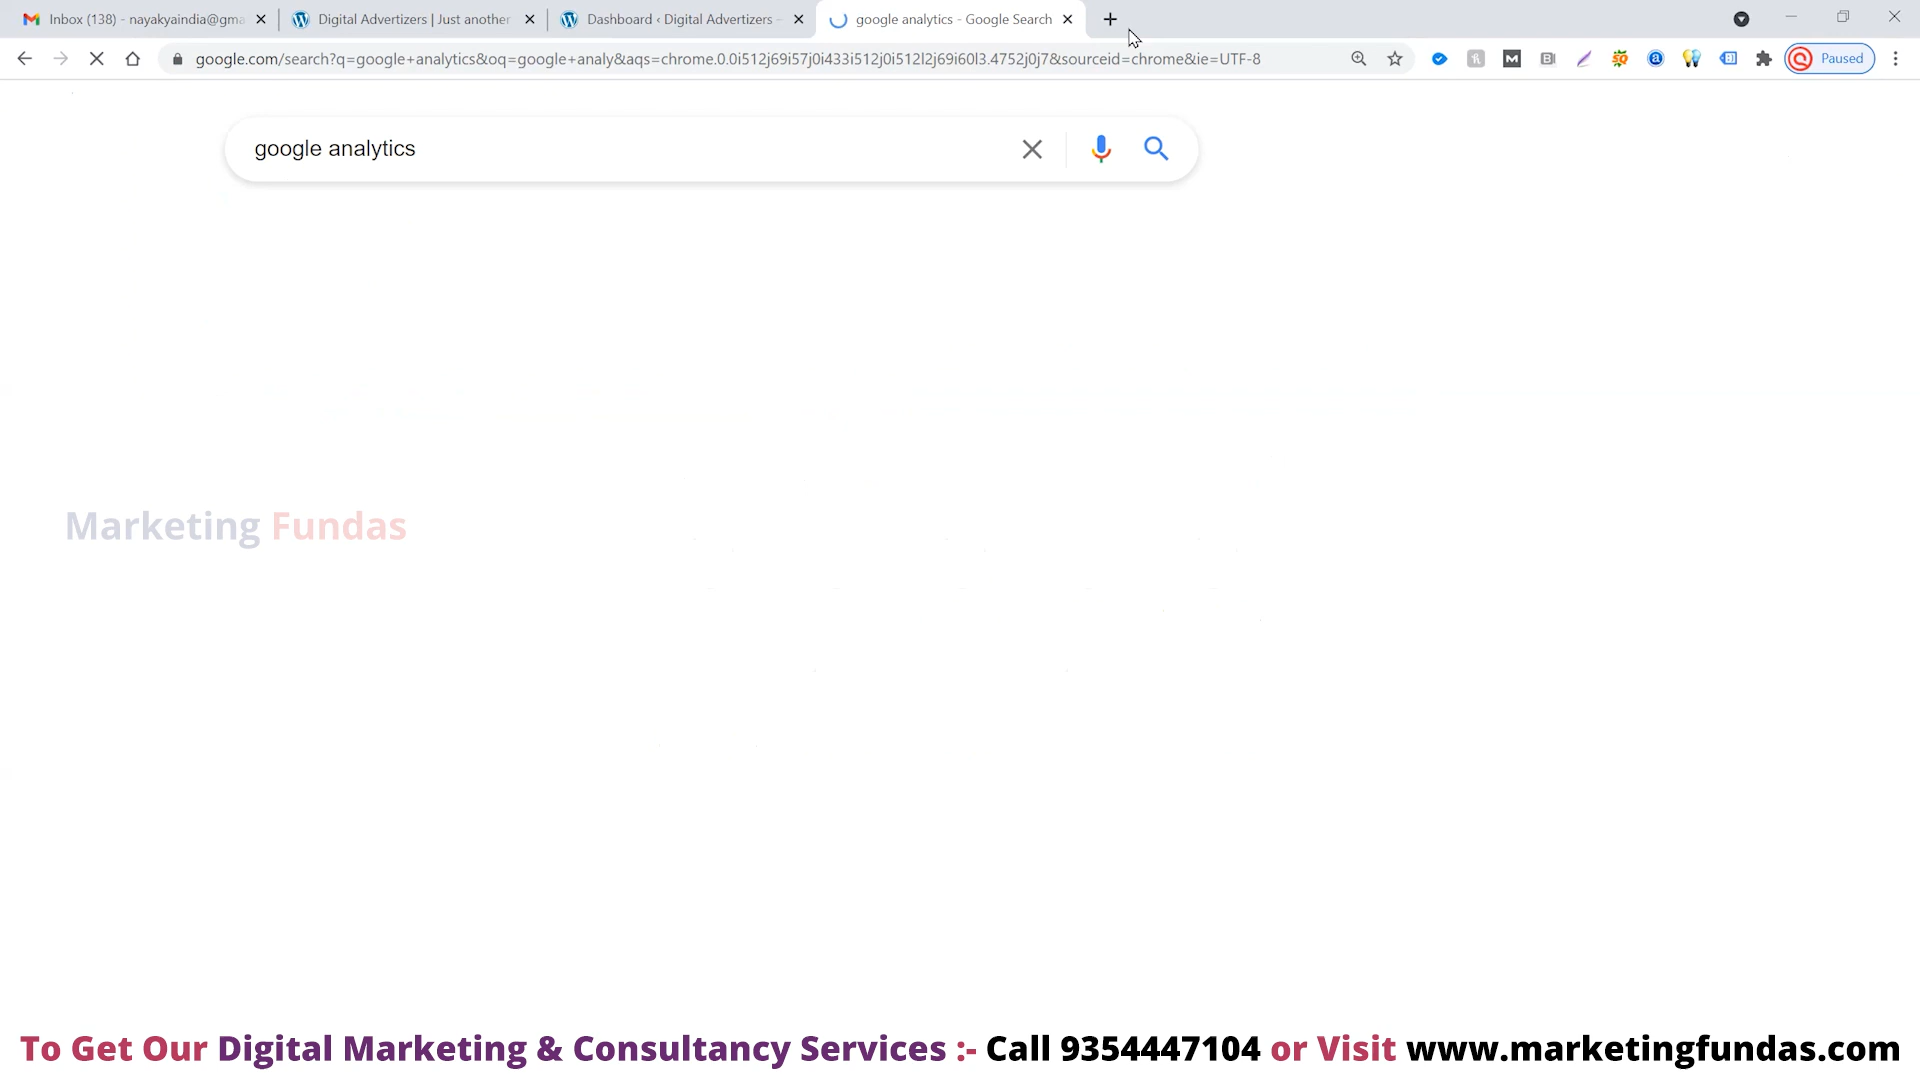 Inbox (138) - nayakyaindia@gma
Digital Advertizers | Just another
Dashboard ‹ Digital Advertizers –
google analytics - Google Search
google.com/search?q=google+analytics&oq=google+analy&aqs=chrome.0.0i512j69i57j0i433i512j0i512l2j69i60l3.4752j0j7&sourceid=chrome&ie=UTF-8
Paused
google analytics
Marketing Fundas
To Get Our Digital Marketing & Consultancy Services :- Call 9354447104 or Visit www.marketingfundas.com